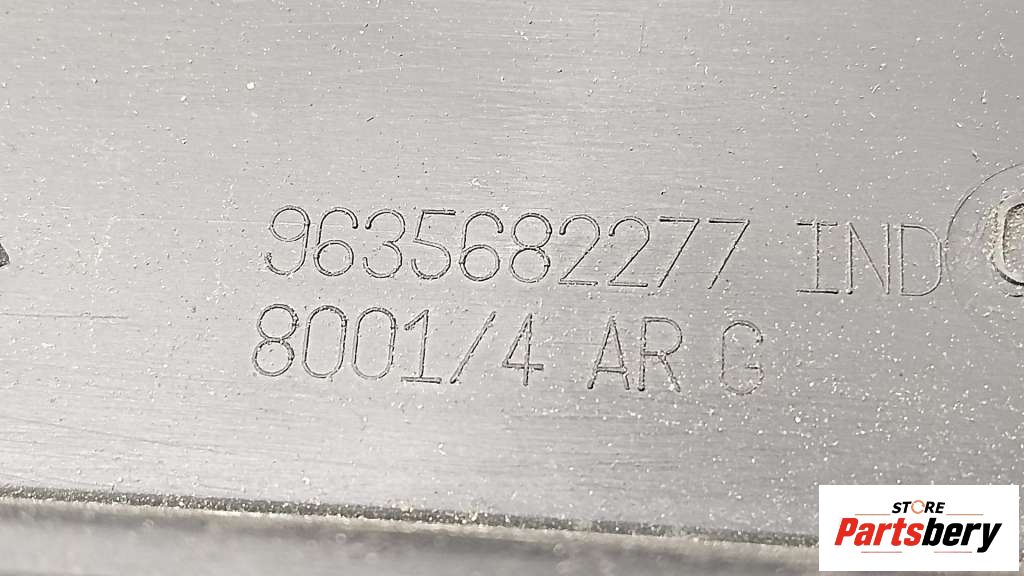 9635682277 IND
8001/4 AR G
STORE
Partsbery